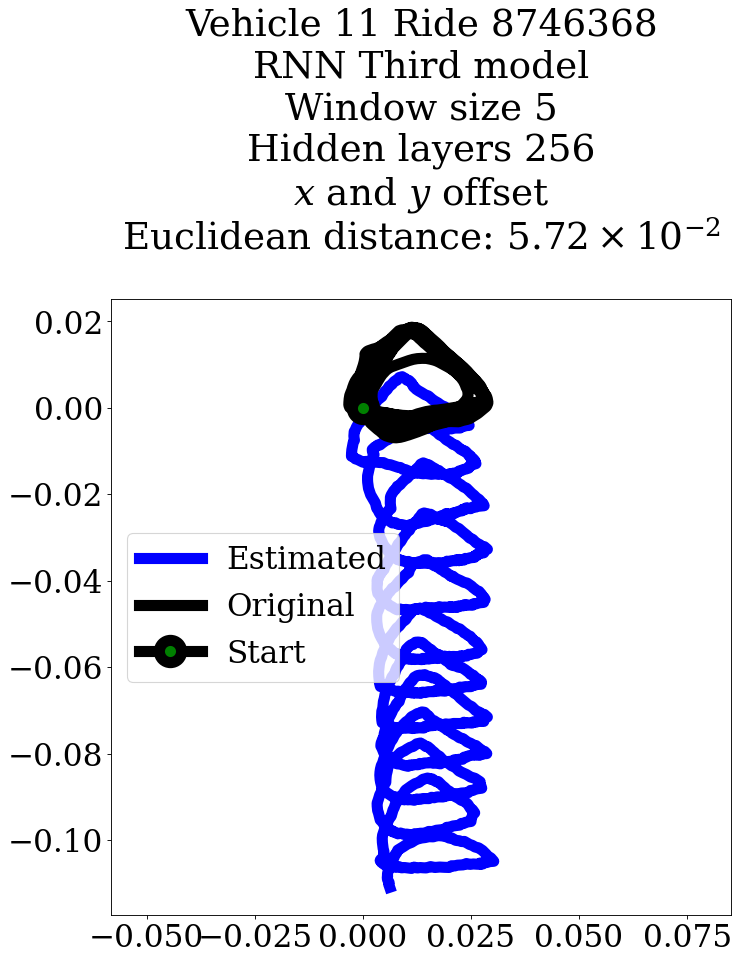 Vehicle 11 Ride 8746368
RNN Third model
Window size 5
Hidden layers 256
x and y offset
Euclidean distance: 5.72 × 10⁻²
0.02
0.00
−0.02
−0.04
−0.06
−0.08
−0.10
Estimated
Original
Start
−0.050 −0.025 0.000 0.025 0.050 0.075